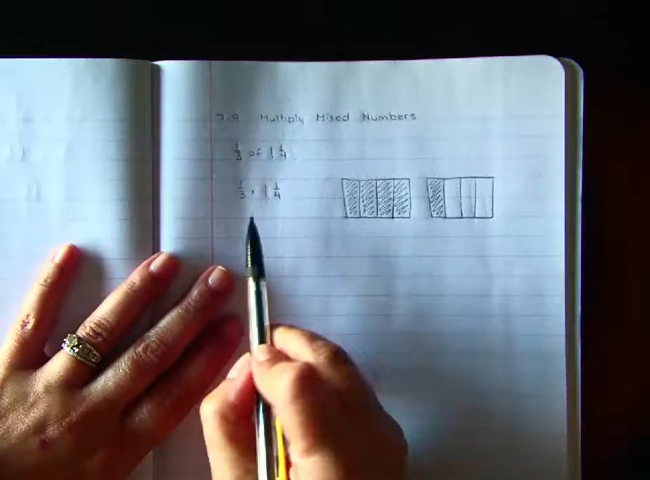 7.9 Multiply Mixed Numbers
1/3 of 1 1/4
1/3 · 1 1/4